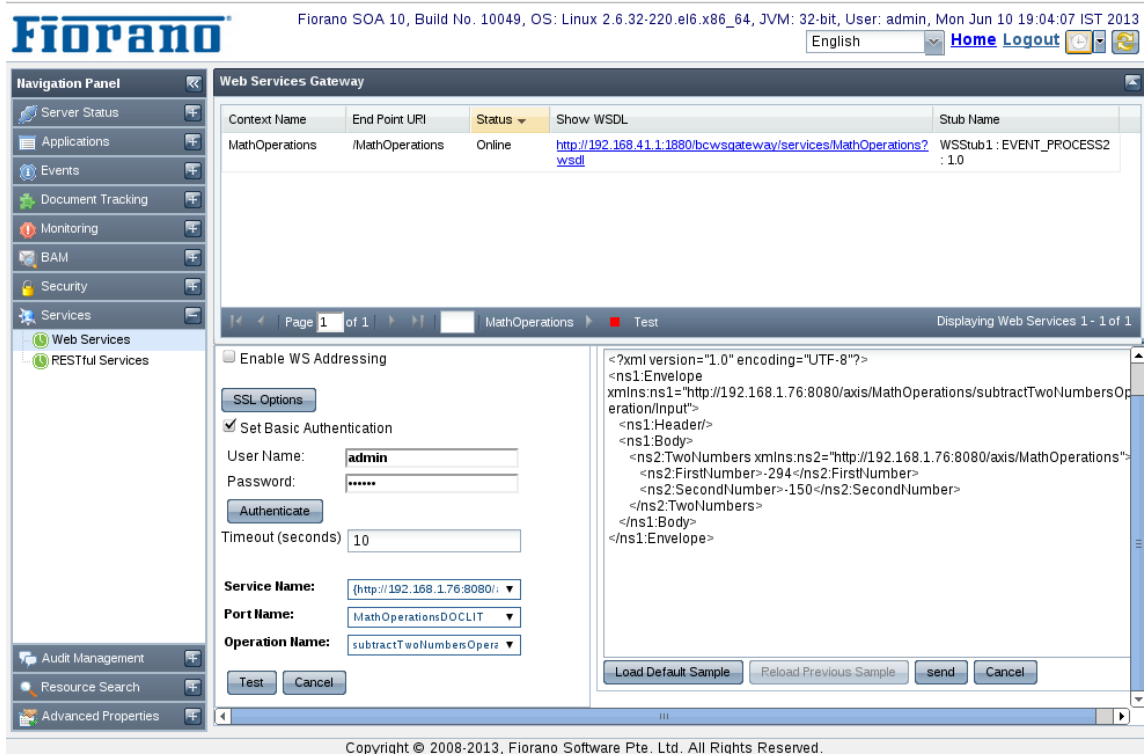 Fiorano
Fiorano SOA 10, Build No. 10049, OS: Linux 2.6.32-220.el6.x86_64, JVM: 32-bit, User: admin, Mon Jun 10 19:04:07 IST 2013
English Home Logout
Navigation Panel
Server Status
Applications
Events
Document Tracking
Monitoring
BAM
Security
Services
Web Services
RESTful Services
Audit Management
Resource Search
Advanced Properties
Web Services Gateway
Context Name End Point URI Status Show WSDL Stub Name
MathOperations /MathOperations Online http://192.168.41.1:1880/bcwsgateway/services/MathOperations? WSStub1 : EVENT_PROCESS2
wsdl : 1.0
Page 1 of 1 MathOperations Test Displaying Web Services 1 - 1 of 1
Enable WS Addressing
SSL Options
Set Basic Authentication
User Name: admin
Password: ••••••
Authenticate
Timeout (seconds) 10
Service Name: {http://192.168.1.76:8080/
Port Name: MathOperationsDOCLIT
Operation Name: subtractTwoNumbersOpera
Test Cancel
<?xml version="1.0" encoding="UTF-8"?>
<ns1:Envelope
xmlns:ns1="http://192.168.1.76:8080/axis/MathOperations/subtractTwoNumbersOp
eration/Input">
<ns1:Header/>
<ns1:Body>
<ns2:TwoNumbers xmlns:ns2="http://192.168.1.76:8080/axis/MathOperations">
<ns2:FirstNumber>-294</ns2:FirstNumber>
<ns2:SecondNumber>-150</ns2:SecondNumber>
</ns2:TwoNumbers>
</ns1:Body>
</ns1:Envelope>
Load Default Sample Reload Previous Sample send Cancel
Copyright © 2008-2013, Fiorano Software Pte. Ltd. All Rights Reserved.